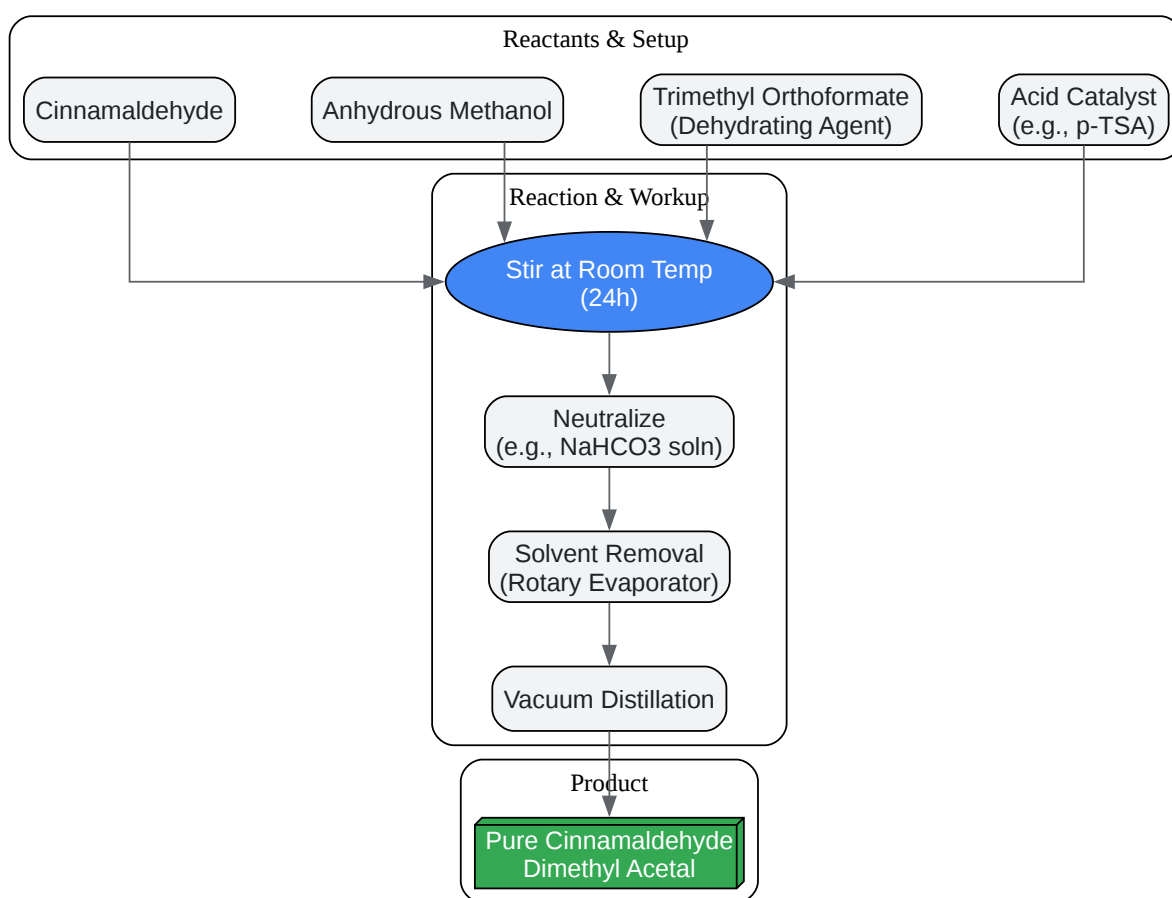 Reactants & Setup
Cinnamaldehyde
Anhydrous Methanol
Trimethyl Orthoformate
(Dehydrating Agent)
Acid Catalyst
(e.g., p-TSA)
Reaction & Workup
Stir at Room Temp
(24h)
Neutralize
(e.g., NaHCO3 soln)
Solvent Removal
(Rotary Evaporator)
Vacuum Distillation
Product
Pure Cinnamaldehyde
Dimethyl Acetal